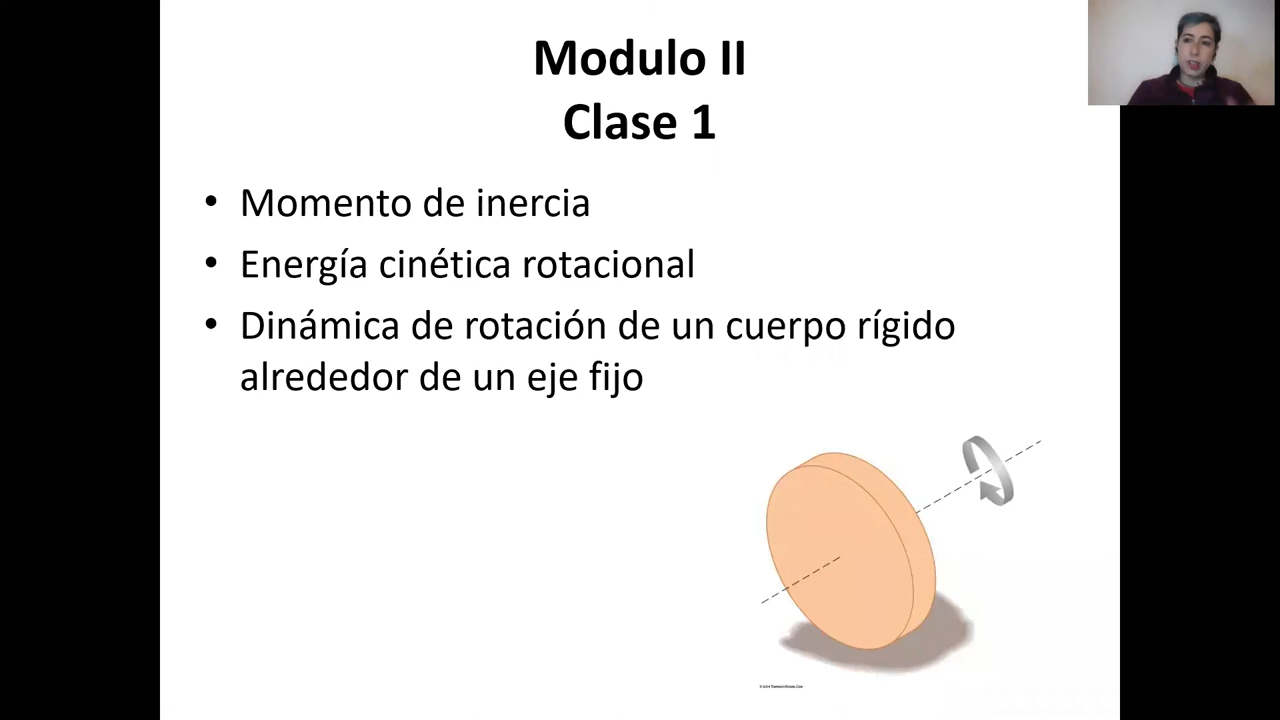 Modulo II
Clase 1
• Momento de inercia
• Energía cinética rotacional
• Dinámica de rotación de un cuerpo rígido
alrededor de un eje fijo